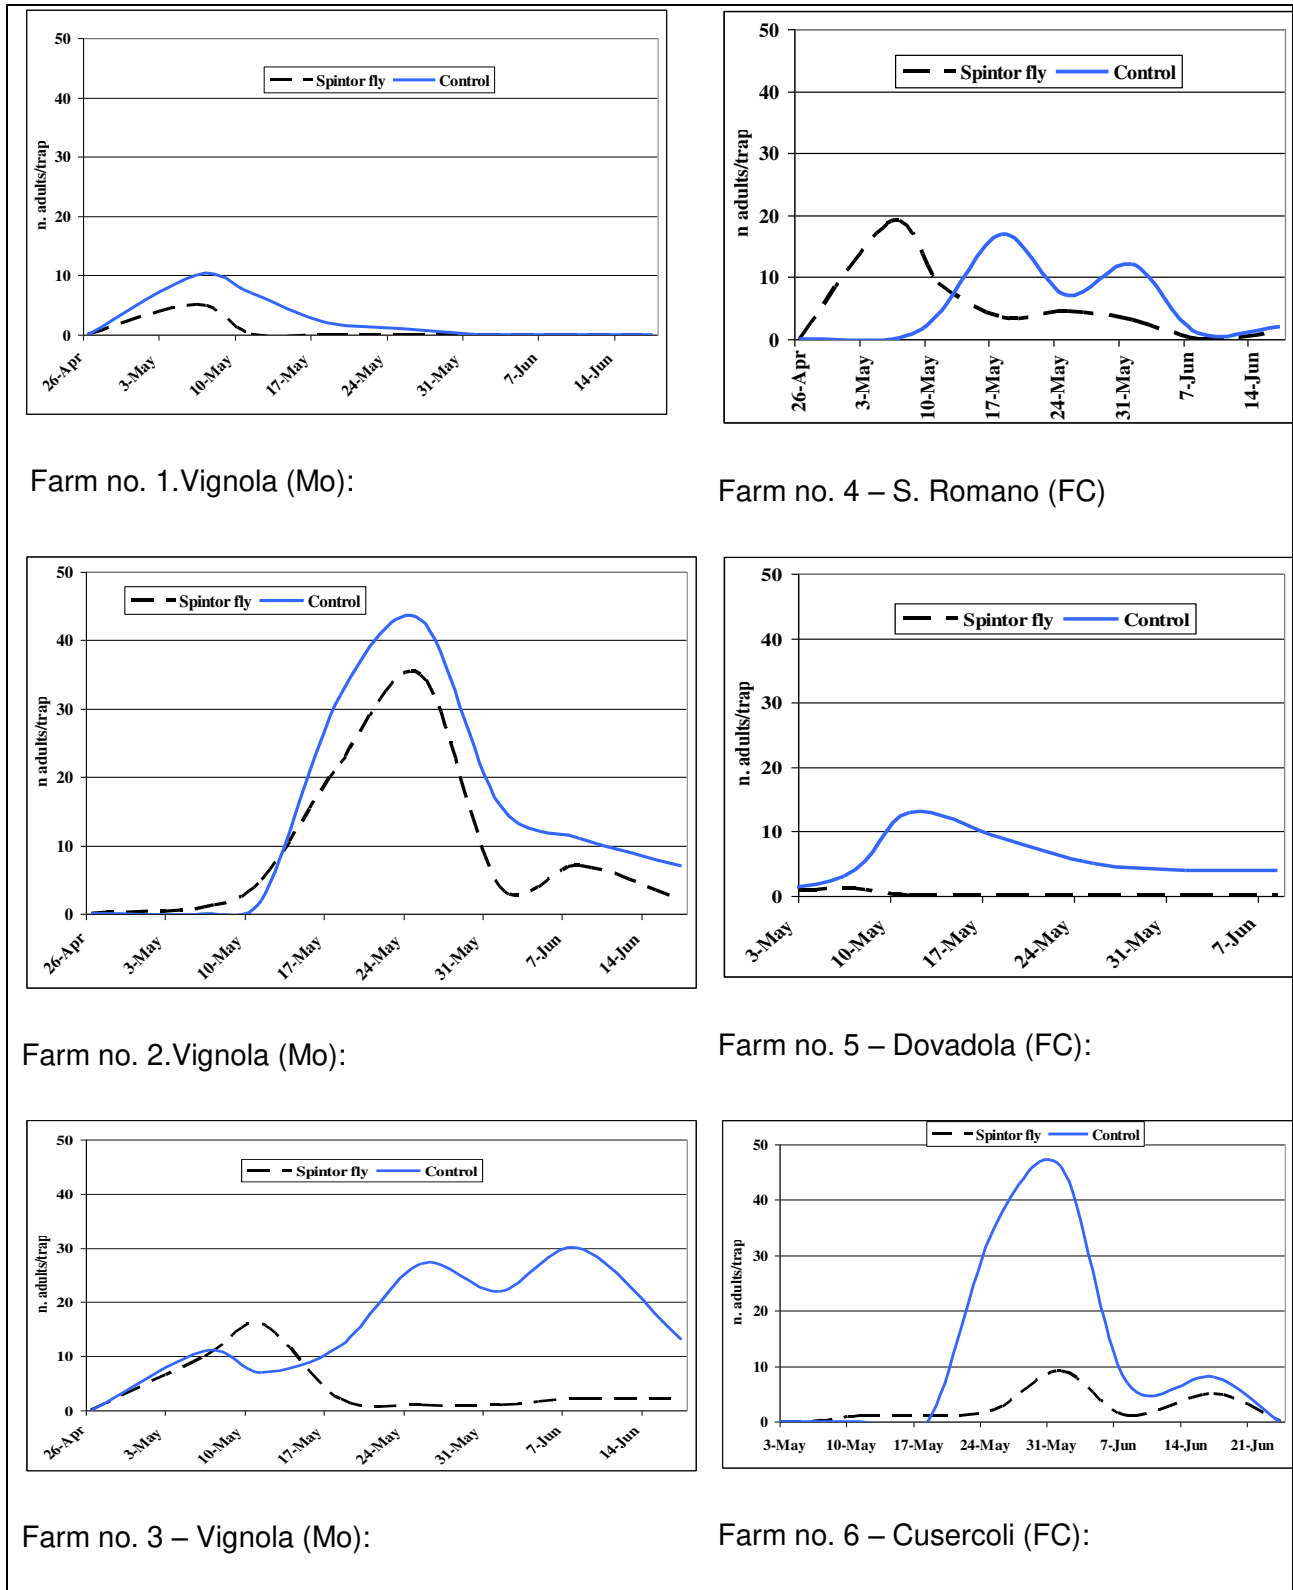 50
40
30
20
10
0
n. adults/trap
Spintor fly Control
26-Apr 3-May 10-May 17-May 24-May 31-May 7-Jun 14-Jun
Farm no. 1.Vignola (Mo):
50
40
30
20
10
0
n adults/trap
Spintor fly Control
26-Apr 3-May 10-May 17-May 24-May 31-May 7-Jun 14-Jun
Farm no. 4 – S. Romano (FC)
50
40
30
20
10
0
n adults/trap
Spintor fly Control
26-Apr 3-May 10-May 17-May 24-May 31-May 7-Jun 14-Jun
Farm no. 2.Vignola (Mo):
50
40
30
20
10
0
n. adults/trap
Spintor fly Control
3-May 10-May 17-May 24-May 31-May 7-Jun
Farm no. 5 – Dovadola (FC):
50
40
30
20
10
0
n. adults/trap
Spintor fly Control
26-Apr 3-May 10-May 17-May 24-May 31-May 7-Jun 14-Jun
Farm no. 3 – Vignola (Mo):
50
40
30
20
10
0
n. adults/trap
Spintor fly Control
3-May 10-May 17-May 24-May 31-May 7-Jun 14-Jun 21-Jun
Farm no. 6 – Cusercoli (FC):